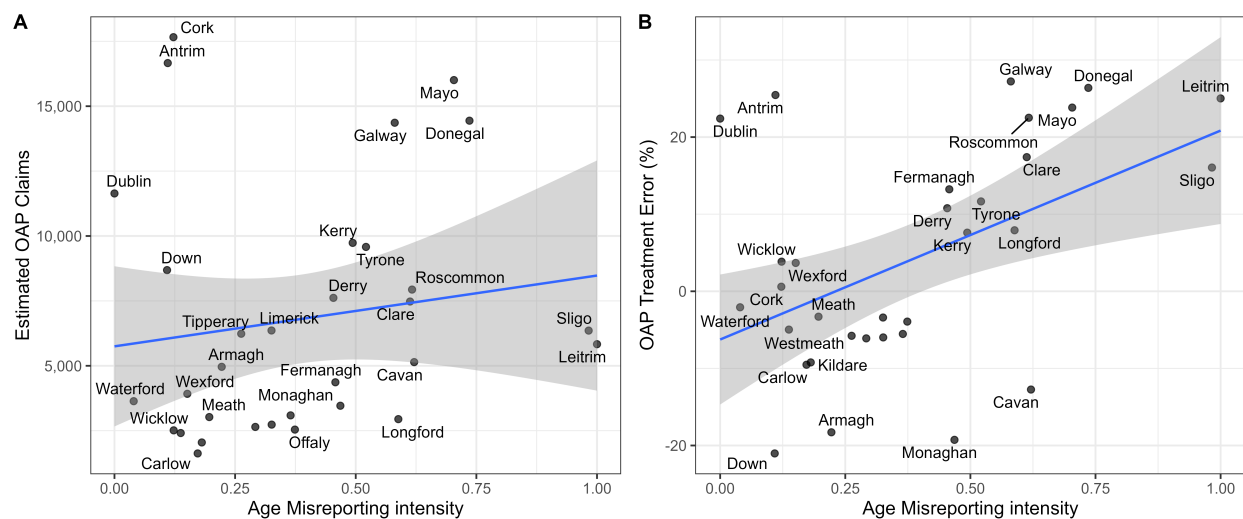 A
Cork
Antrim
Mayo
Galway
Donegal
Dublin
Kerry
Tyrone
Down
Roscommon
Derry
Clare
Tipperary
Limerick
Sligo
Leitrim
Armagh
Cavan
Fermanagh
Wexford
Waterford
Monaghan
Meath
Wicklow
Offaly
Longford
Carlow
15,000
10,000
5,000
Estimated OAP Claims
0.00 0.25 0.50 0.75 1.00
Age Misreporting intensity
B
Galway
Donegal
Leitrim
Antrim
Dublin
Mayo
Roscommon
Clare
Fermanagh
Sligo
Derry
Tyrone
Kerry
Longford
Wicklow
Wexford
Cork
Meath
Waterford
Westmeath
Kildare
Carlow
Cavan
Armagh
Monaghan
Down
20
0
-20
OAP Treatment Error (%)
0.00 0.25 0.50 0.75 1.00
Age Misreporting intensity